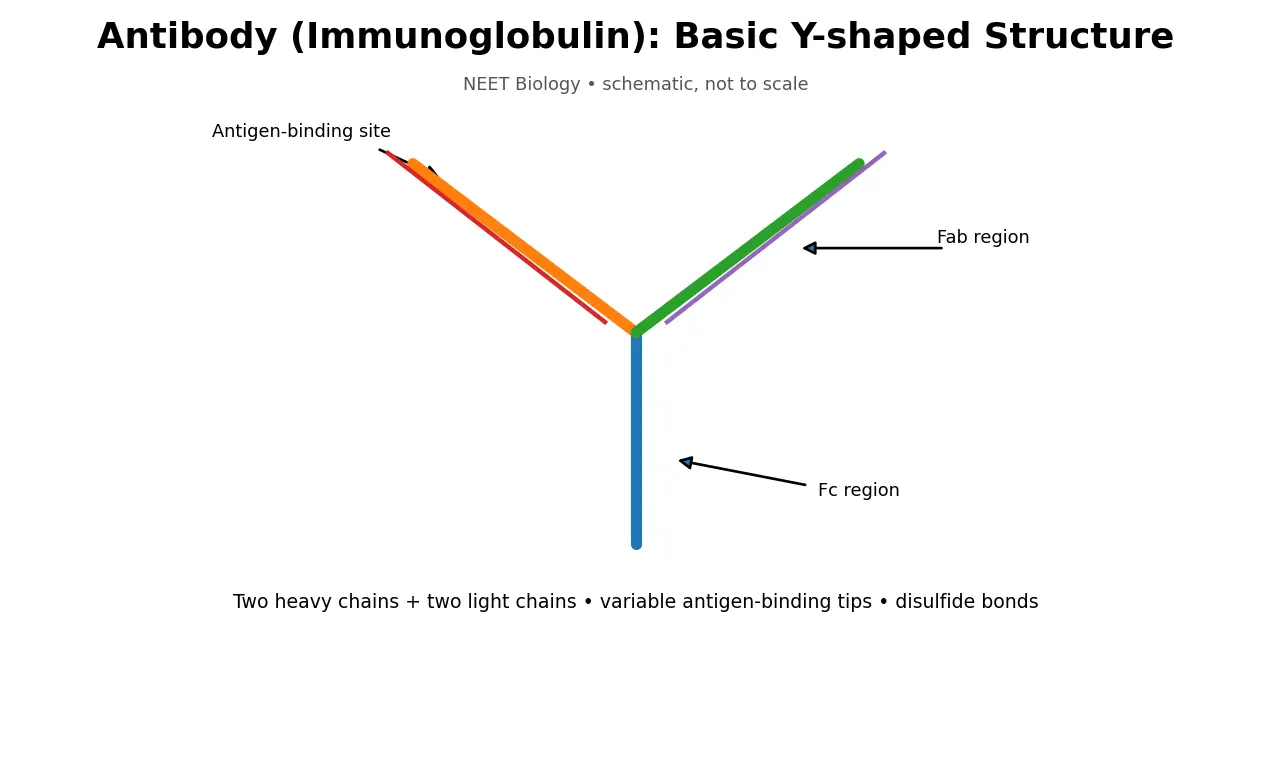 Antibody (Immunoglobulin): Basic Y-shaped Structure
NEET Biology • schematic, not to scale
Antigen-binding site
Fab region
Fc region
Two heavy chains + two light chains • variable antigen-binding tips • disulfide bonds